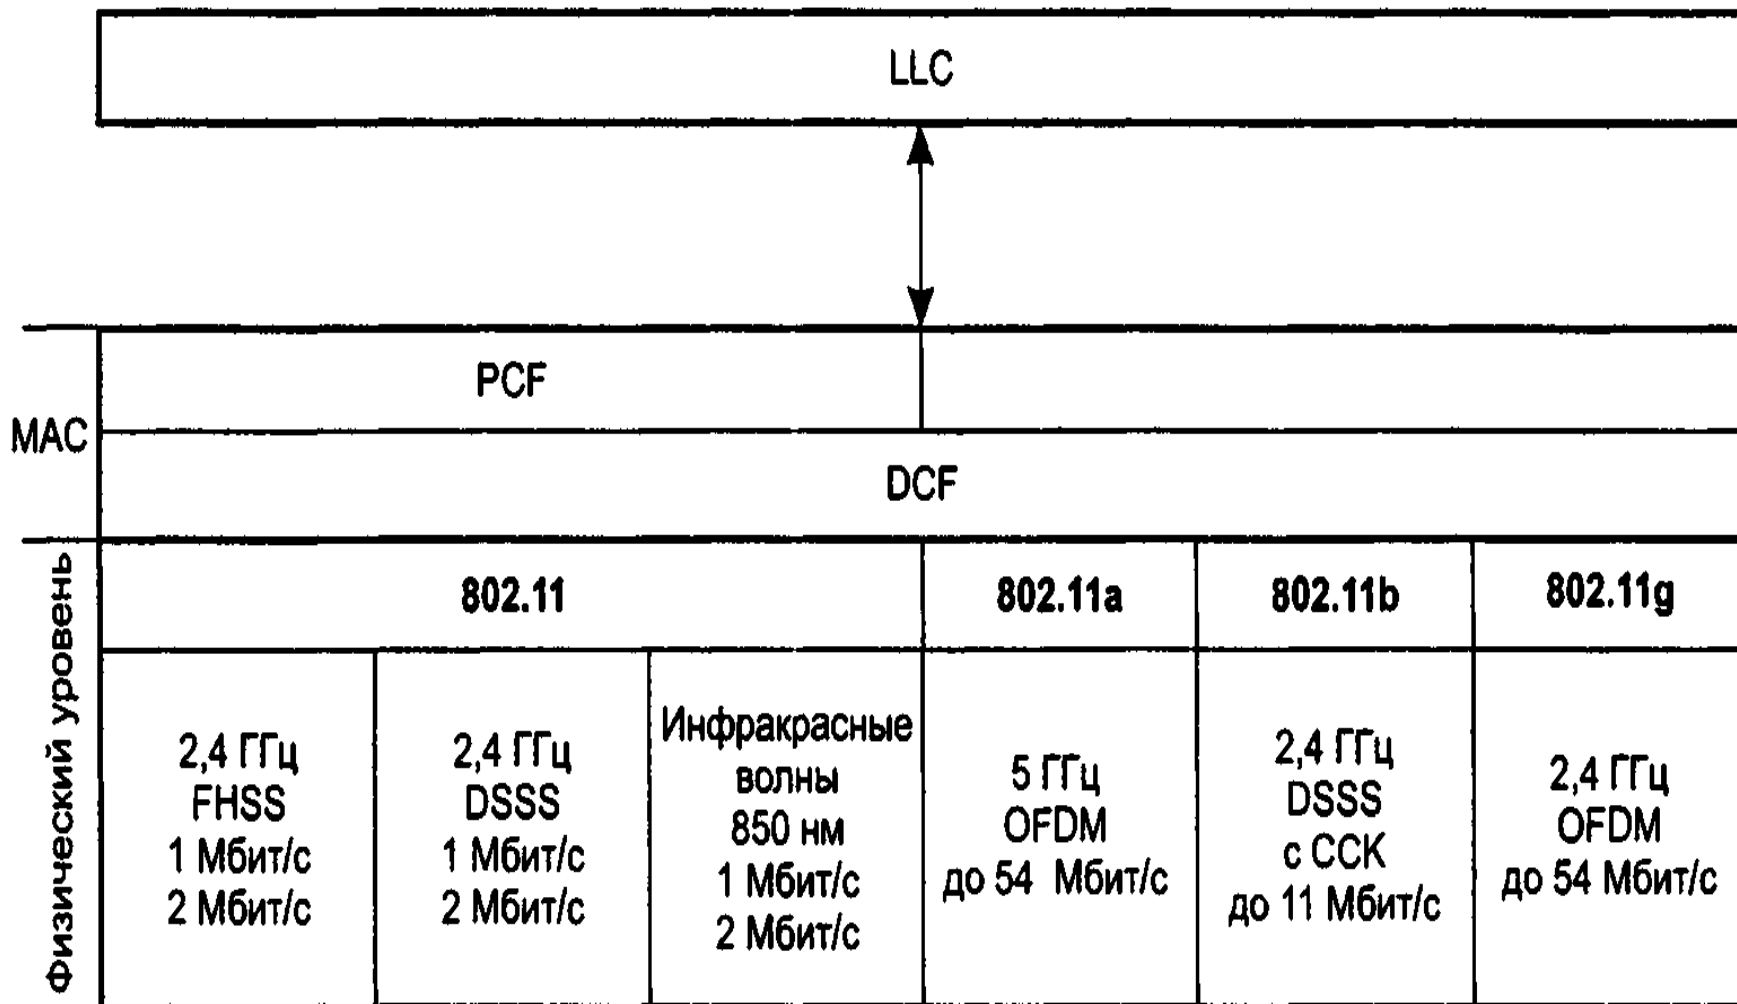 LLC
PCF
MAC
DCF
Физический уровень
802.11
802.11a
802.11b
802.11g
2,4 ГГц
FHSS
1 Мбит/с
2 Мбит/с
2,4 ГГц
DSSS
1 Мбит/с
2 Мбит/с
Инфракрасные
волны
850 нм
1 Мбит/с
2 Мбит/с
5 ГГц
OFDM
до 54 Мбит/с
2,4 ГГц
DSSS
с CCK
до 11 Мбит/с
2,4 ГГц
OFDM
до 54 Мбит/с